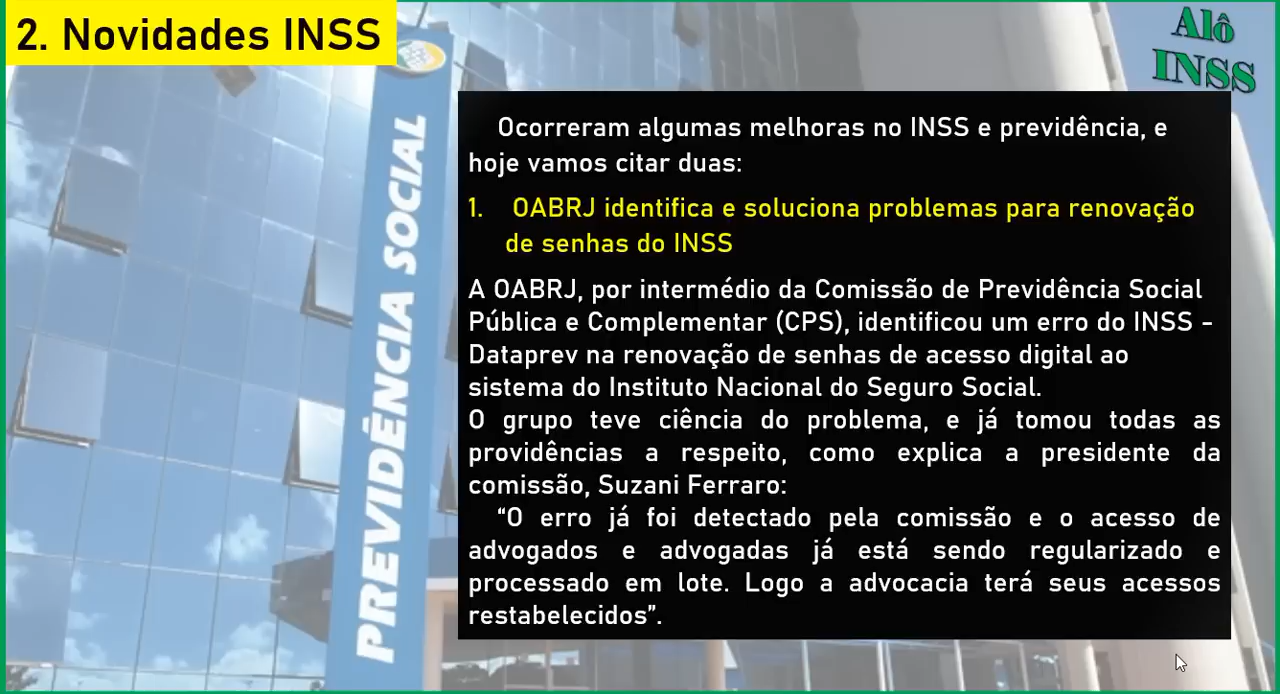 2. Novidades INSS
Alô
INSS
PREVIDÊNCIA SOCIAL
Ocorreram algumas melhoras no INSS e previdência, e
hoje vamos citar duas:
1. OABRJ identifica e soluciona problemas para renovação
de senhas do INSS
A OABRJ, por intermédio da Comissão de Previdência Social
Pública e Complementar (CPS), identificou um erro do INSS -
Dataprev na renovação de senhas de acesso digital ao
sistema do Instituto Nacional do Seguro Social.
O grupo teve ciência do problema, e já tomou todas as
providências a respeito, como explica a presidente da
comissão, Suzani Ferraro:
“O erro já foi detectado pela comissão e o acesso de
advogados e advogadas já está sendo regularizado e
processado em lote. Logo a advocacia terá seus acessos
restabelecidos”.